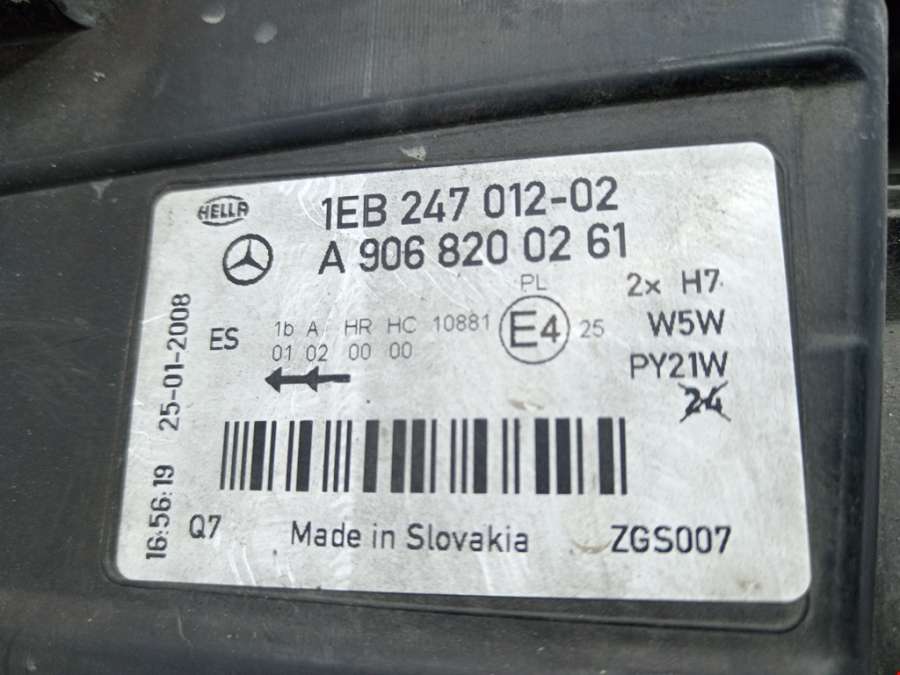 HELLA
1EB 247 012-02
A 906 820 02 61
PL
2x H7
ES
1b A HR HC 10881
E4
25
W5W
01 02 00 00
PY21W
24
16:56:19 25-01-2008
Q7
Made in Slovakia
ZGS007